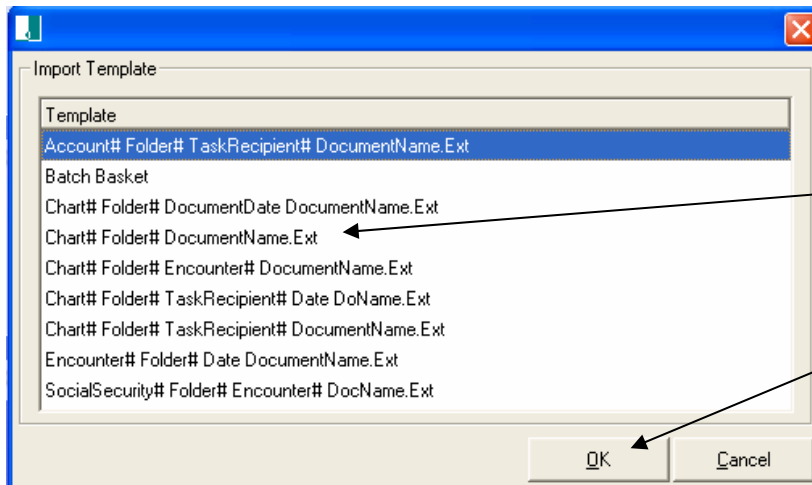 Import Template
Template
Account# Folder# TaskRecipient# DocumentName.Ext
Batch Basket
Chart# Folder# DocumentDate DocumentName.Ext
Chart# Folder# DocumentName.Ext
Chart# Folder# Encounter# DocumentName.Ext
Chart# Folder# TaskRecipient# Date DoName.Ext
Chart# Folder# TaskRecipient# DocumentName.Ext
Encounter# Folder# Date DocumentName.Ext
SocialSecurity# Folder# Encounter# DocName.Ext
OK Cancel